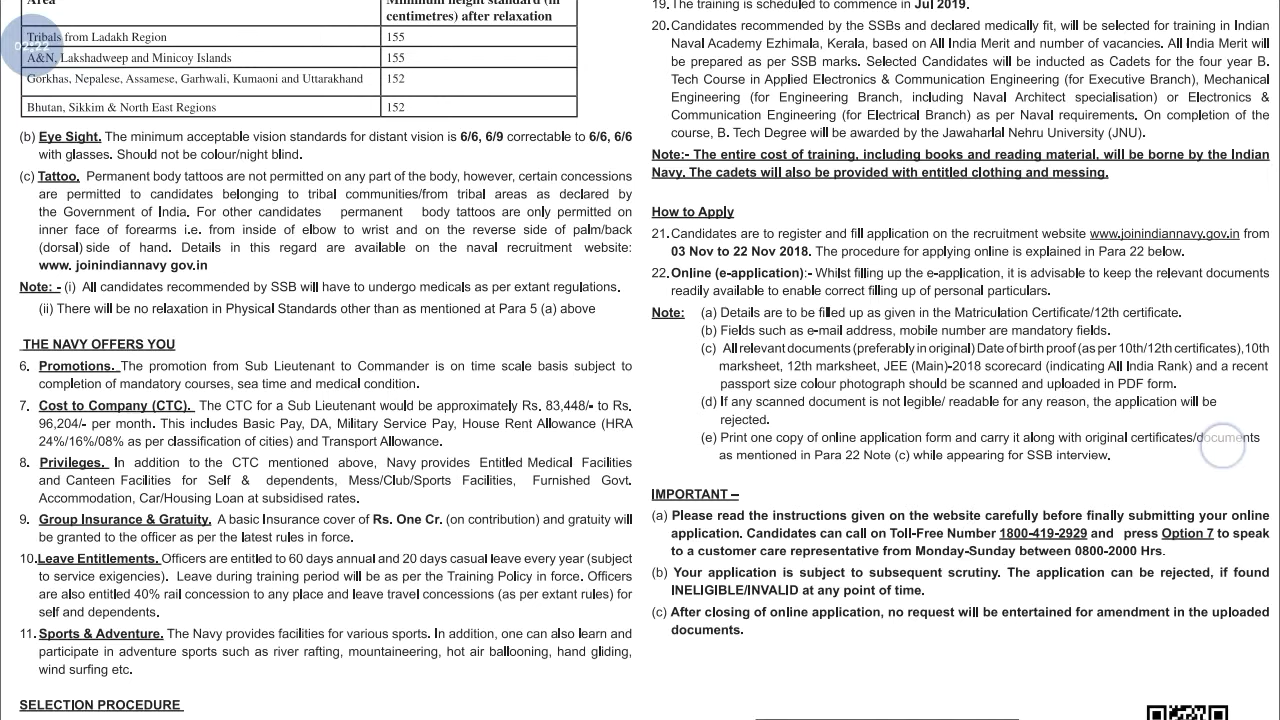 Area Minimum height standard (in
centimetres) after relaxation
Tribals from Ladakh Region 155
A&N, Lakshadweep and Minicoy Islands 155
Gorkhas, Nepalese, Assamese, Garhwali, Kumaoni and Uttarakhand 152
Bhutan, Sikkim & North East Regions 152
02:22
(b) Eye Sight. The minimum acceptable vision standards for distant vision is 6/6, 6/9 correctable to 6/6, 6/6
with glasses. Should not be colour/night blind.
(c) Tattoo. Permanent body tattoos are not permitted on any part of the body, however, certain concessions
are permitted to candidates belonging to tribal communities/from tribal areas as declared by
the Government of India. For other candidates permanent body tattoos are only permitted on
inner face of forearms i.e. from inside of elbow to wrist and on the reverse side of palm/back
(dorsal) side of hand. Details in this regard are available on the naval recruitment website:
www. joinindiannavy gov.in
Note: - (i) All candidates recommended by SSB will have to undergo medicals as per extant regulations.
(ii) There will be no relaxation in Physical Standards other than as mentioned at Para 5 (a) above
THE NAVY OFFERS YOU
6. Promotions. The promotion from Sub Lieutenant to Commander is on time scale basis subject to
completion of mandatory courses, sea time and medical condition.
7. Cost to Company (CTC). The CTC for a Sub Lieutenant would be approximately Rs. 83,448/- to Rs.
96,204/- per month. This includes Basic Pay, DA, Military Service Pay, House Rent Allowance (HRA
24%/16%/08% as per classification of cities) and Transport Allowance.
8. Privileges. In addition to the CTC mentioned above, Navy provides Entitled Medical Facilities
and Canteen Facilities for Self & dependents, Mess/Club/Sports Facilities, Furnished Govt.
Accommodation, Car/Housing Loan at subsidised rates.
9. Group Insurance & Gratuity. A basic Insurance cover of Rs. One Cr. (on contribution) and gratuity will
be granted to the officer as per the latest rules in force.
10. Leave Entitlements. Officers are entitled to 60 days annual and 20 days casual leave every year (subject
to service exigencies). Leave during training period will be as per the Training Policy in force. Officers
are also entitled 40% rail concession to any place and leave travel concessions (as per extant rules) for
self and dependents.
11. Sports & Adventure. The Navy provides facilities for various sports. In addition, one can also learn and
participate in adventure sports such as river rafting, mountaineering, hot air ballooning, hand gliding,
wind surfing etc.
SELECTION PROCEDURE
19. The training is scheduled to commence in Jul 2019.
20. Candidates recommended by the SSBs and declared medically fit, will be selected for training in Indian
Naval Academy Ezhimala, Kerala, based on All India Merit and number of vacancies. All India Merit will
be prepared as per SSB marks. Selected Candidates will be inducted as Cadets for the four year B.
Tech Course in Applied Electronics & Communication Engineering (for Executive Branch), Mechanical
Engineering (for Engineering Branch, including Naval Architect specialisation) or Electronics &
Communication Engineering (for Electrical Branch) as per Naval requirements. On completion of the
course, B. Tech Degree will be awarded by the Jawaharlal Nehru University (JNU).
Note:- The entire cost of training, including books and reading material, will be borne by the Indian
Navy. The cadets will also be provided with entitled clothing and messing.
How to Apply
21. Candidates are to register and fill application on the recruitment website www.joinindiannavy.gov.in from
03 Nov to 22 Nov 2018. The procedure for applying online is explained in Para 22 below.
22. Online (e-application):- Whilst filling up the e-application, it is advisable to keep the relevant documents
readily available to enable correct filling up of personal particulars.
Note: (a) Details are to be filled up as given in the Matriculation Certificate/12th certificate.
(b) Fields such as e-mail address, mobile number are mandatory fields.
(c) All relevant documents (preferably in original) Date of birth proof (as per 10th/12th certificates),10th
marksheet, 12th marksheet, JEE (Main)-2018 scorecard (indicating All India Rank) and a recent
passport size colour photograph should be scanned and uploaded in PDF form.
(d) If any scanned document is not legible/ readable for any reason, the application will be
rejected.
(e) Print one copy of online application form and carry it along with original certificates/documents
as mentioned in Para 22 Note (c) while appearing for SSB interview.
IMPORTANT –
(a) Please read the instructions given on the website carefully before finally submitting your online
application. Candidates can call on Toll-Free Number 1800-419-2929 and press Option 7 to speak
to a customer care representative from Monday-Sunday between 0800-2000 Hrs.
(b) Your application is subject to subsequent scrutiny. The application can be rejected, if found
INELIGIBLE/INVALID at any point of time.
(c) After closing of online application, no request will be entertained for amendment in the uploaded
documents.